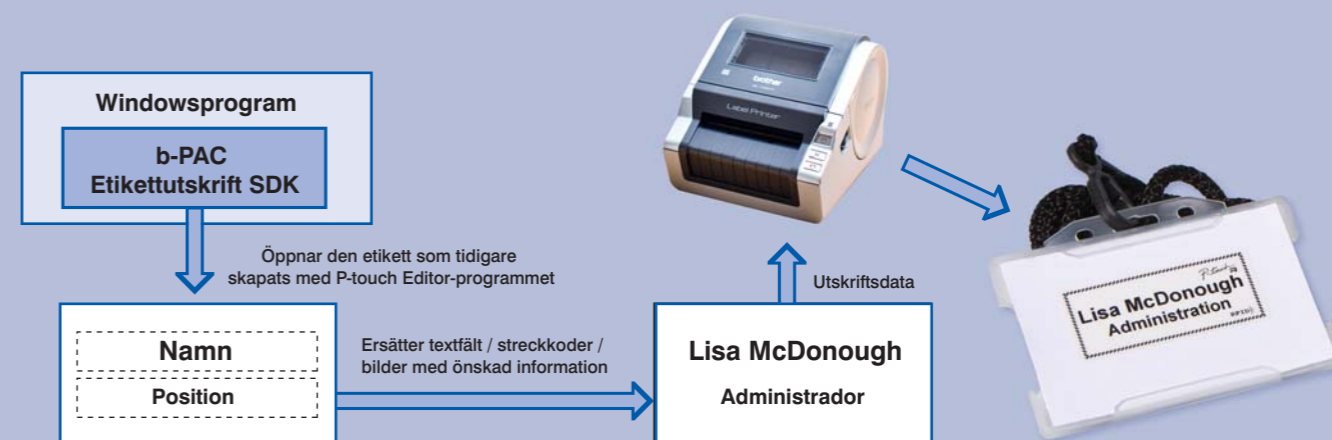 Windowsprogram
b-PAC
Etikettutskrift SDK
Öppnar den etikett som tidigare
skapats med P-touch Editor-programmet
Namn
Position
Ersätter textfält / streckkoder /
bilder med önskad information
brother
Label Printer
Utskriftsdata
Lisa McDonough
Administrador
P-touch
Lisa McDonough
Administration